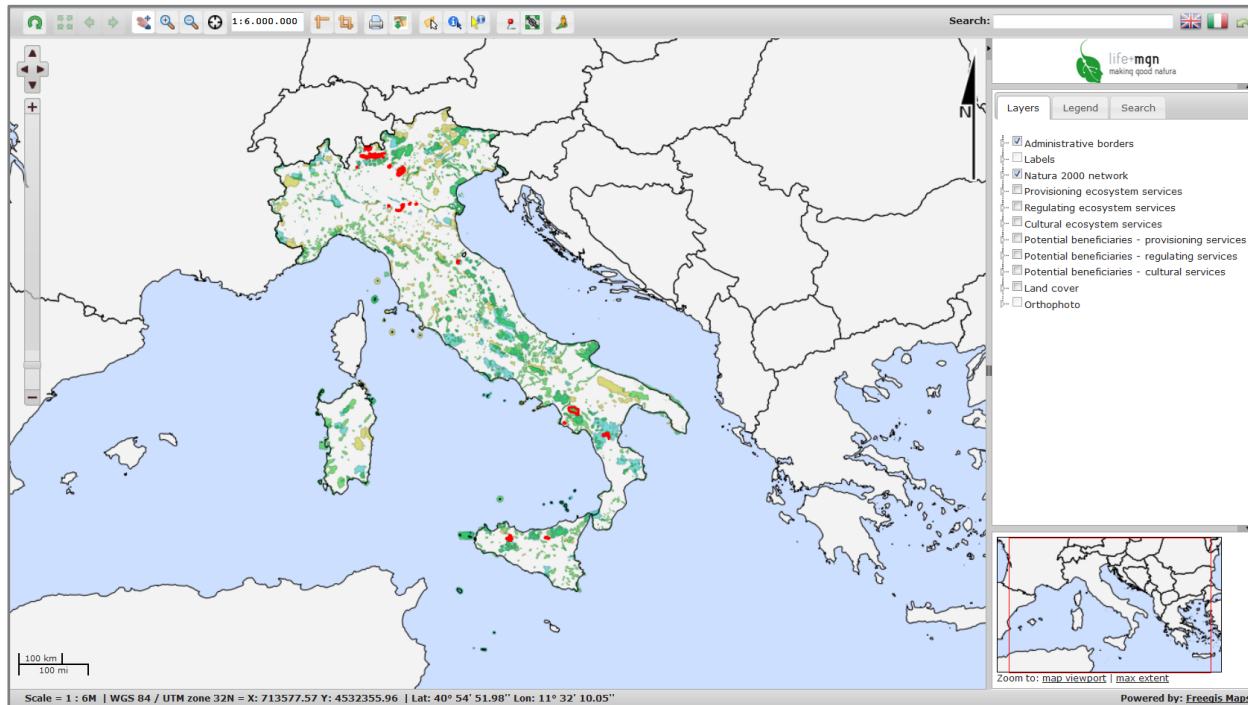 1:6.000.000
Search:
life+mgn
making good natura
N
Layers Legend Search
Administrative borders
Labels
Natura 2000 network
Provisioning ecosystem services
Regulating ecosystem services
Cultural ecosystem services
Potential beneficiaries - provisioning services
Potential beneficiaries - regulating services
Potential beneficiaries - cultural services
Land cover
Orthophoto
100 km
100 mi
Zoom to: map viewport | max extent
Scale = 1 : 6M | WGS 84 / UTM zone 32N = X: 713577.57 Y: 4532355.96 | Lat: 40° 54' 51.98'' Lon: 11° 32' 10.05''
Powered by: Freegis Maps